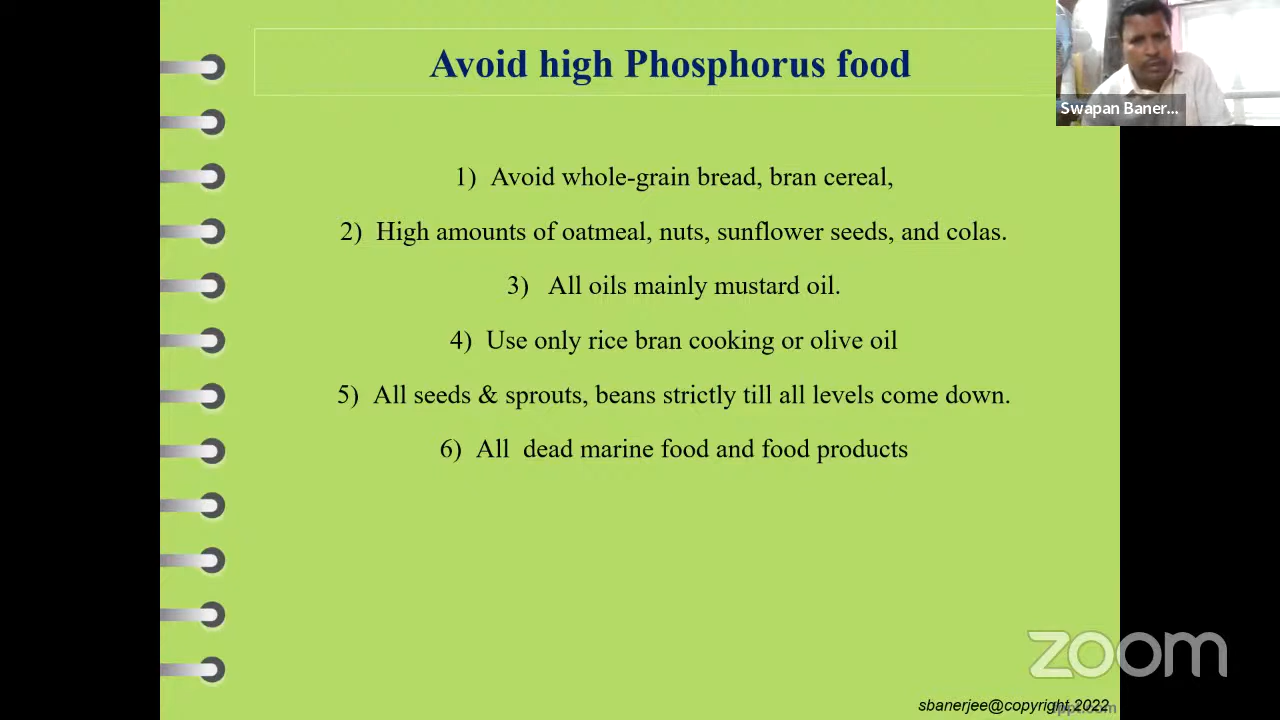 Avoid high Phosphorus food
Swapan Baner...
1) Avoid whole-grain bread, bran cereal,
2) High amounts of oatmeal, nuts, sunflower seeds, and colas.
3) All oils mainly mustard oil.
4) Use only rice bran cooking or olive oil
5) All seeds & sprouts, beans strictly till all levels come down.
6) All dead marine food and food products
zoom
sbanerjee@copyright 2022